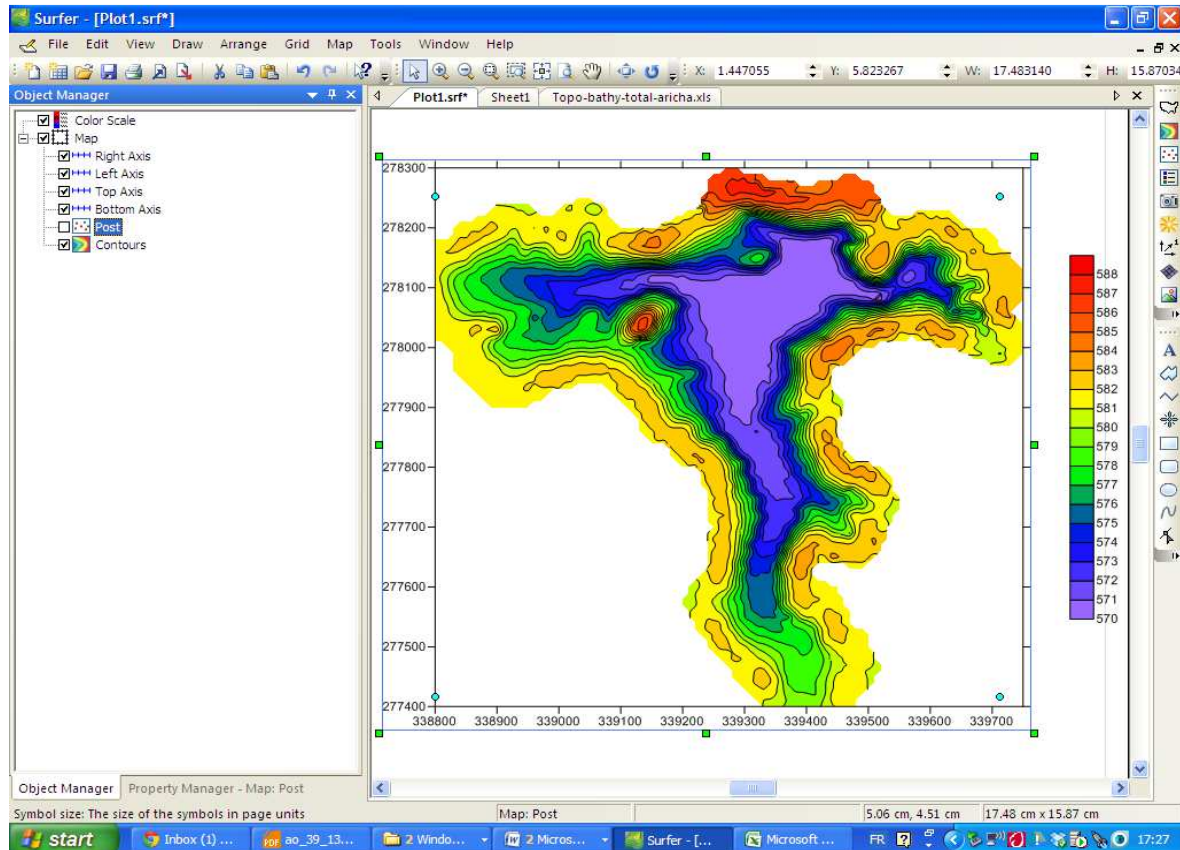 Surfer - [Plot1.srf*]
File Edit View Draw Arrange Grid Map Tools Window Help
X: 1.447055 Y: 5.823267 W: 17.483140 H: 15.87034
Object Manager
Plot1.srf* Sheet1 Topo-bathy-total-aricha.xls
Color Scale
Map
Right Axis
Left Axis
Top Axis
Bottom Axis
Post
Contours
278300
278200
278100
278000
277900
277800
277700
277600
277500
277400
338800 338900 339000 339100 339200 339300 339400 339500 339600 339700
588
587
586
585
584
583
582
581
580
579
578
577
576
575
574
573
572
571
570
Object Manager Property Manager - Map: Post
Symbol size: The size of the symbols in page units Map: Post 5.06 cm, 4.51 cm 17.48 cm x 15.87 cm
start Inbox (1) ... ao_39_13... 2 Windo... 2 Micros... Surfer - [... Microsoft ... FR 17:27